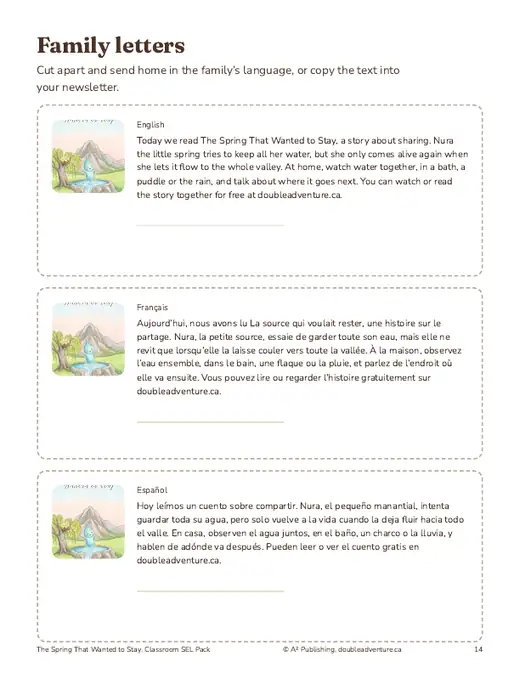 Family letters
Cut apart and send home in the family's language, or copy the text into
your newsletter.
English
Today we read The Spring That Wanted to Stay, a story about sharing. Nura
the little spring tries to keep all her water, but she only comes alive again when
she lets it flow to the whole valley. At home, watch water together, in a bath, a
puddle or the rain, and talk about where it goes next. You can watch or read
the story together for free at doubleadventure.ca.
Français
Aujourd'hui, nous avons lu La source qui voulait rester, une histoire sur le
partage. Nura, la petite source, essaie de garder toute son eau, mais elle ne
revit que lorsqu'elle la laisse couler vers toute la vallée. À la maison, observez
l'eau ensemble, dans le bain, une flaque ou la pluie, et parlez de l'endroit où
elle va ensuite. Vous pouvez lire ou regarder l'histoire gratuitement sur
doubleadventure.ca.
Español
Hoy leímos un cuento sobre compartir. Nura, el pequeño manantial, intenta
guardar toda su agua, pero solo vuelve a la vida cuando la deja fluir hacia todo
el valle. En casa, observen el agua juntos, en el baño, un charco o la lluvia, y
hablen de adónde va después. Pueden leer o ver el cuento gratis en
doubleadventure.ca.
The Spring That Wanted to Stay, Classroom SEL Pack
© A² Publishing, doubleadventure.ca
14